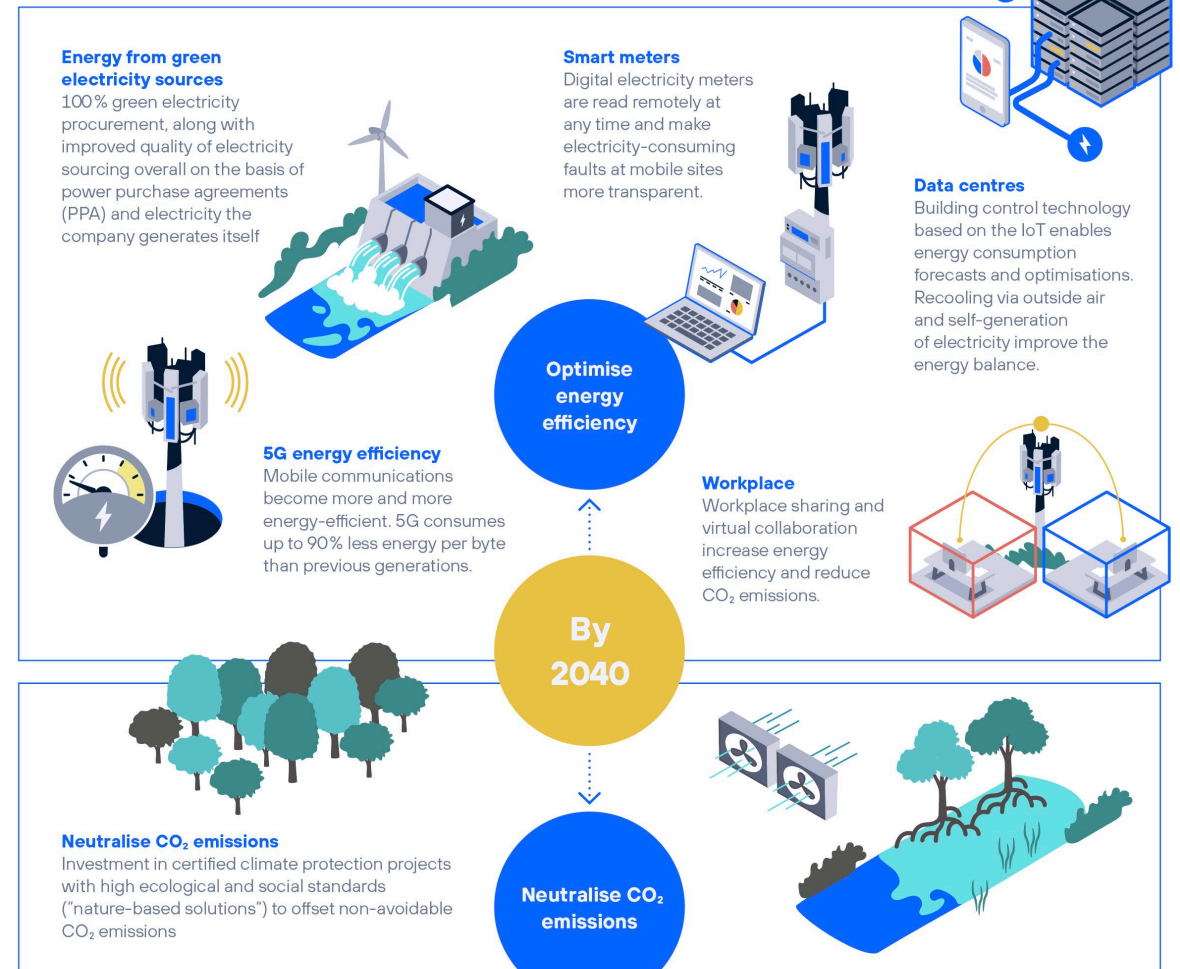 Energy from green
electricity sources
100 % green electricity
procurement, along with
improved quality of electricity
sourcing overall on the basis of
power purchase agreements
(PPA) and electricity the
company generates itself
Smart meters
Digital electricity meters
are read remotely at
any time and make
electricity-consuming
faults at mobile sites
more transparent.
Data centres
Building control technology
based on the IoT enables
energy consumption
forecasts and optimisations.
Recooling via outside air
and self-generation
of electricity improve the
energy balance.
Optimise
energy
efficiency
5G energy efficiency
Mobile communications
become more and more
energy-efficient. 5G consumes
up to 90 % less energy per byte
than previous generations.
Workplace
Workplace sharing and
virtual collaboration
increase energy
efficiency and reduce
CO₂ emissions.
By
2040
Neutralise CO₂ emissions
Investment in certified climate protection projects
with high ecological and social standards
("nature-based solutions") to offset non-avoidable
CO₂ emissions
Neutralise CO₂
emissions